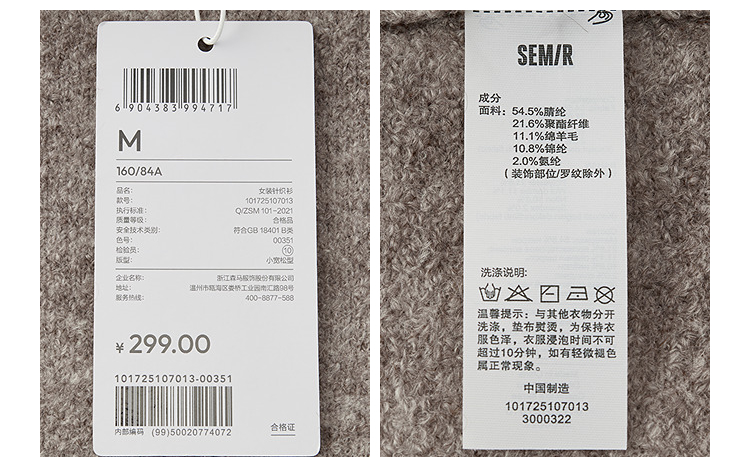 6 904383 994717
M
160/84A
品名: 女装针织衫
款号: 101725107013
执行标准: Q/ZSM 101-2021
质量等级: 合格品
安全技术类别: 符合GB 18401 B类
色号: 00351
检验员: 10
版型: 小宽松型
企业名称: 浙江森马服饰股份有限公司
地址: 温州市瓯海区娄桥工业园南汇路98号
服务热线: 400-8877-588
¥ 299.00
101725107013-00351
内部编码 (99)50020774072
合格证
SEMIR
成分
面料: 54.5%腈纶
21.6%聚酯纤维
11.1%绵羊毛
10.8%锦纶
2.0%氨纶
(装饰部位/罗纹除外)
洗涤说明:
温馨提示: 与其他衣物分开
洗涤, 垫布熨烫, 为保持衣
服色泽, 衣服浸泡时间不可
超过10分钟, 如有轻微褪色
属正常现象。
中国制造
101725107013
3000322